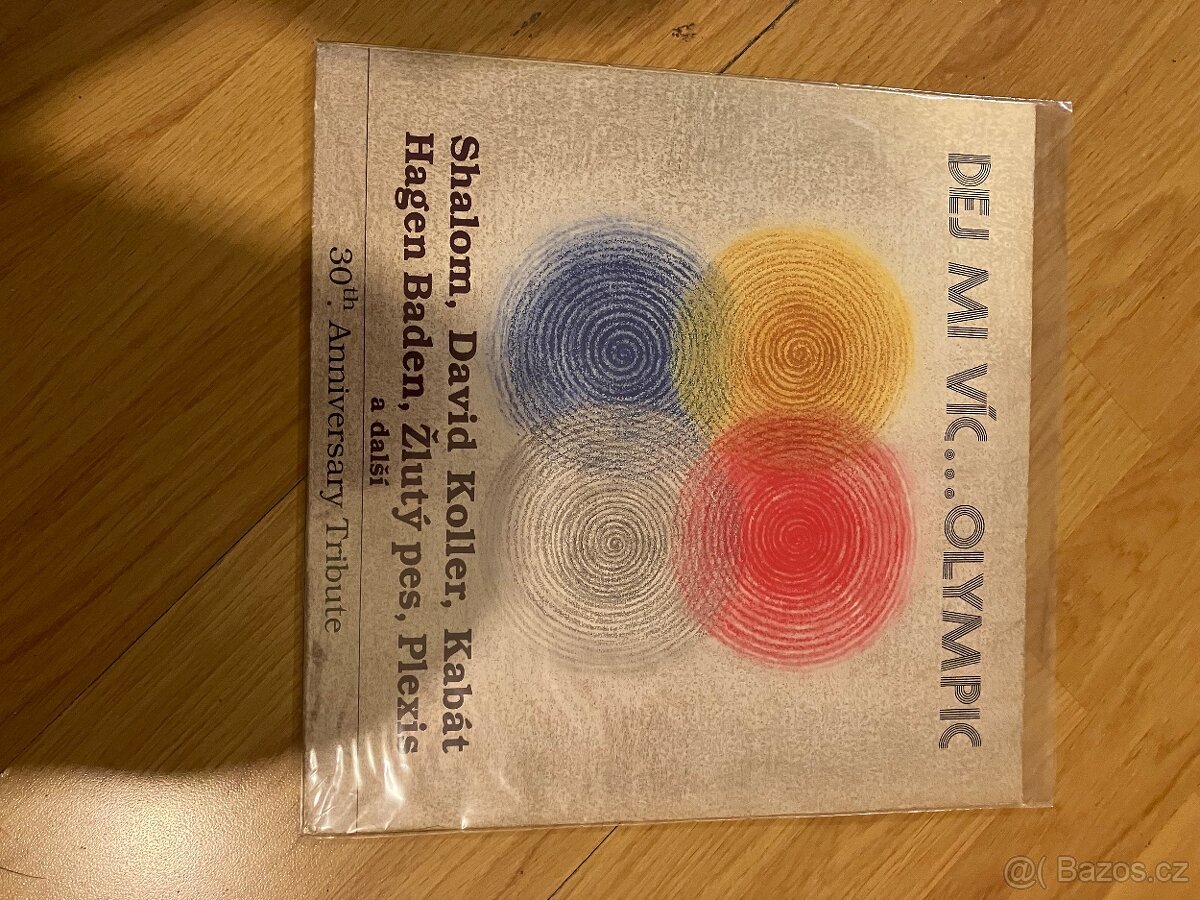 DEJ MI VÍC...OLYMPIC
Shalom, David Koller, Kabát
Hagen Baden, Žlutý pes, Plexis
a další
30th. Anniversary Tribute
@( Bazos.cz